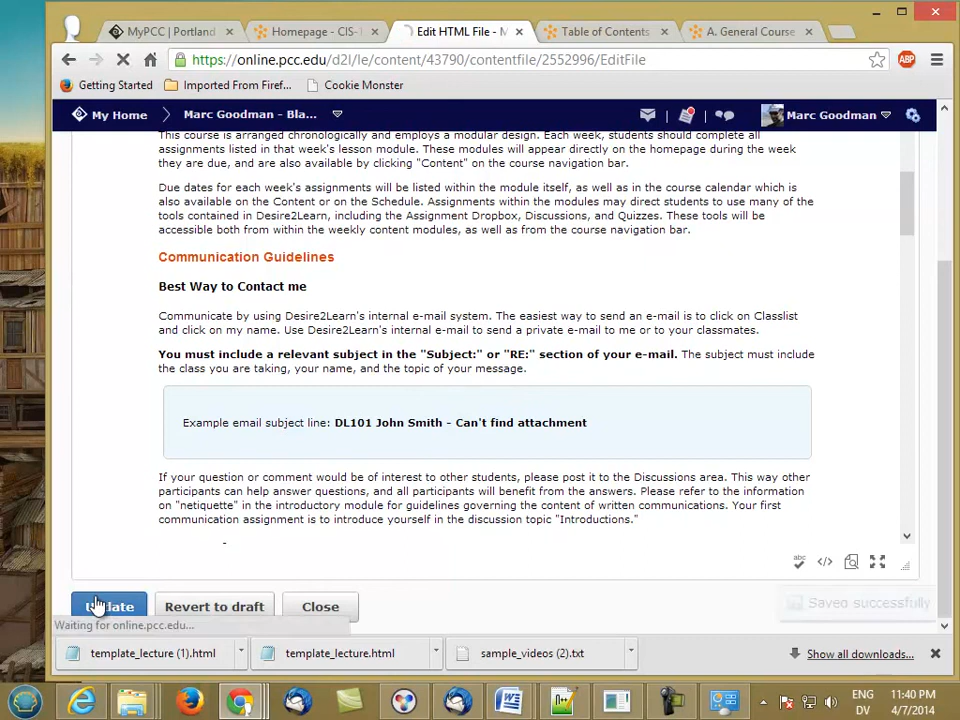 MyPCC | Portland
Homepage - CIS-
Edit HTML File - M
Table of Contents
A. General Course
https://online.pcc.edu/d2l/le/content/43790/contentfile/2552996/EditFile
ABP
Getting Started
Imported From Firef...
Cookie Monster
My Home
Marc Goodman - Bla...
Marc Goodman
This course is arranged chronologically and employs a modular design. Each week, students should complete all
assignments listed in that week's lesson module. These modules will appear directly on the homepage during the week
they are due, and are also available by clicking "Content" on the course navigation bar.
Due dates for each week's assignments will be listed within the module itself, as well as in the course calendar which is
also available on the Content or on the Schedule. Assignments within the modules may direct students to use many of the
tools contained in Desire2Learn, including the Assignment Dropbox, Discussions, and Quizzes. These tools will be
accessible both from within the weekly content modules, as well as from the course navigation bar.
Communication Guidelines
Best Way to Contact me
Communicate by using Desire2Learn's internal e-mail system. The easiest way to send an e-mail is to click on Classlist
and click on my name. Use Desire2Learn's internal e-mail to send a private e-mail to me or to your classmates.
You must include a relevant subject in the "Subject:" or "RE:" section of your e-mail. The subject must include
the class you are taking, your name, and the topic of your message.
Example email subject line: DL101 John Smith - Can't find attachment
If your question or comment would be of interest to other students, please post it to the Discussions area. This way other
participants can help answer questions, and all participants will benefit from the answers. Please refer to the information
on "netiquette" in the introductory module for guidelines governing the content of written communications. Your first
communication assignment is to introduce yourself in the discussion topic "Introductions."
abc
Update
Revert to draft
Close
Saved successfully
Waiting for online.pcc.edu...
template_lecture (1).html
template_lecture.html
sample_videos (2).txt
Show all downloads...
ENG
DV
11:40 PM
4/7/2014